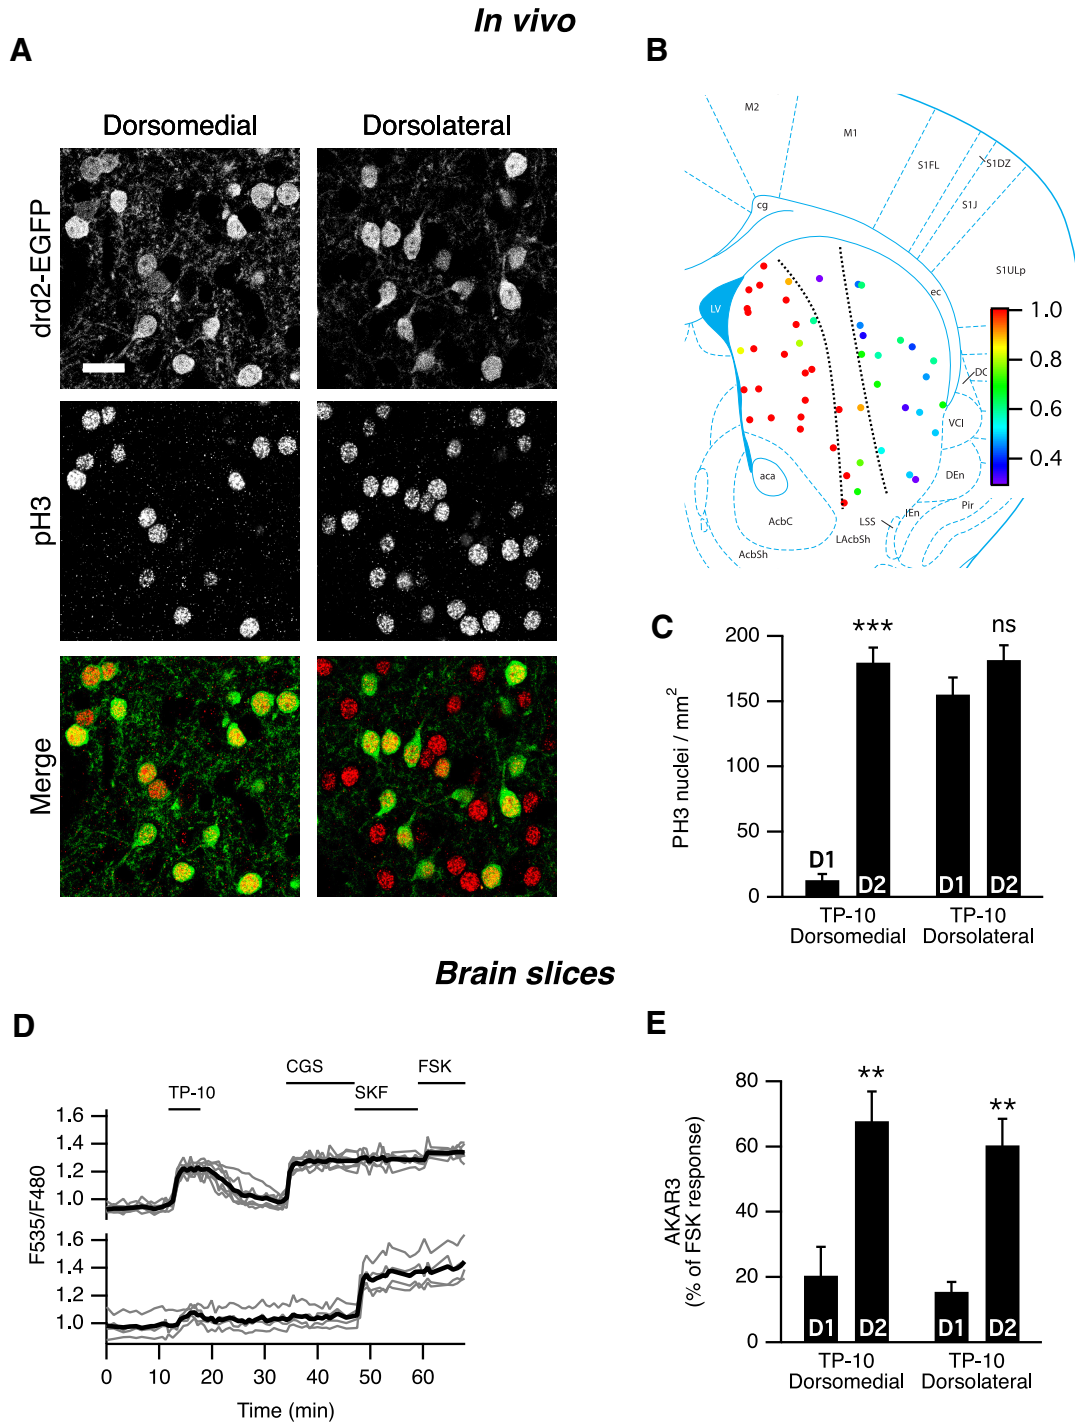 In vivo
A
B
Dorsomedial
Dorsolateral
drd2-EGFP
pH3
Merge
M2
M1
S1FL
S1DZ
S1J
S1ULp
cg
ec
LV
DC
VCl
DEn
Pir
IEn
LSS
LAcbSh
aca
AcbC
AcbSh
1.0
0.8
0.6
0.4
C
PH3 nuclei / mm2
200
150
100
50
0
***
ns
D1
D2
D1
D2
TP-10
Dorsomedial
TP-10
Dorsolateral
Brain slices
D
TP-10
CGS
SKF
FSK
F535/F480
1.6
1.4
1.2
1.0
1.6
1.4
1.2
1.0
0 10 20 30 40 50 60
Time (min)
E
AKAR3
(% of FSK response)
80
60
40
20
0
**
**
D1
D2
D1
D2
TP-10
Dorsomedial
TP-10
Dorsolateral